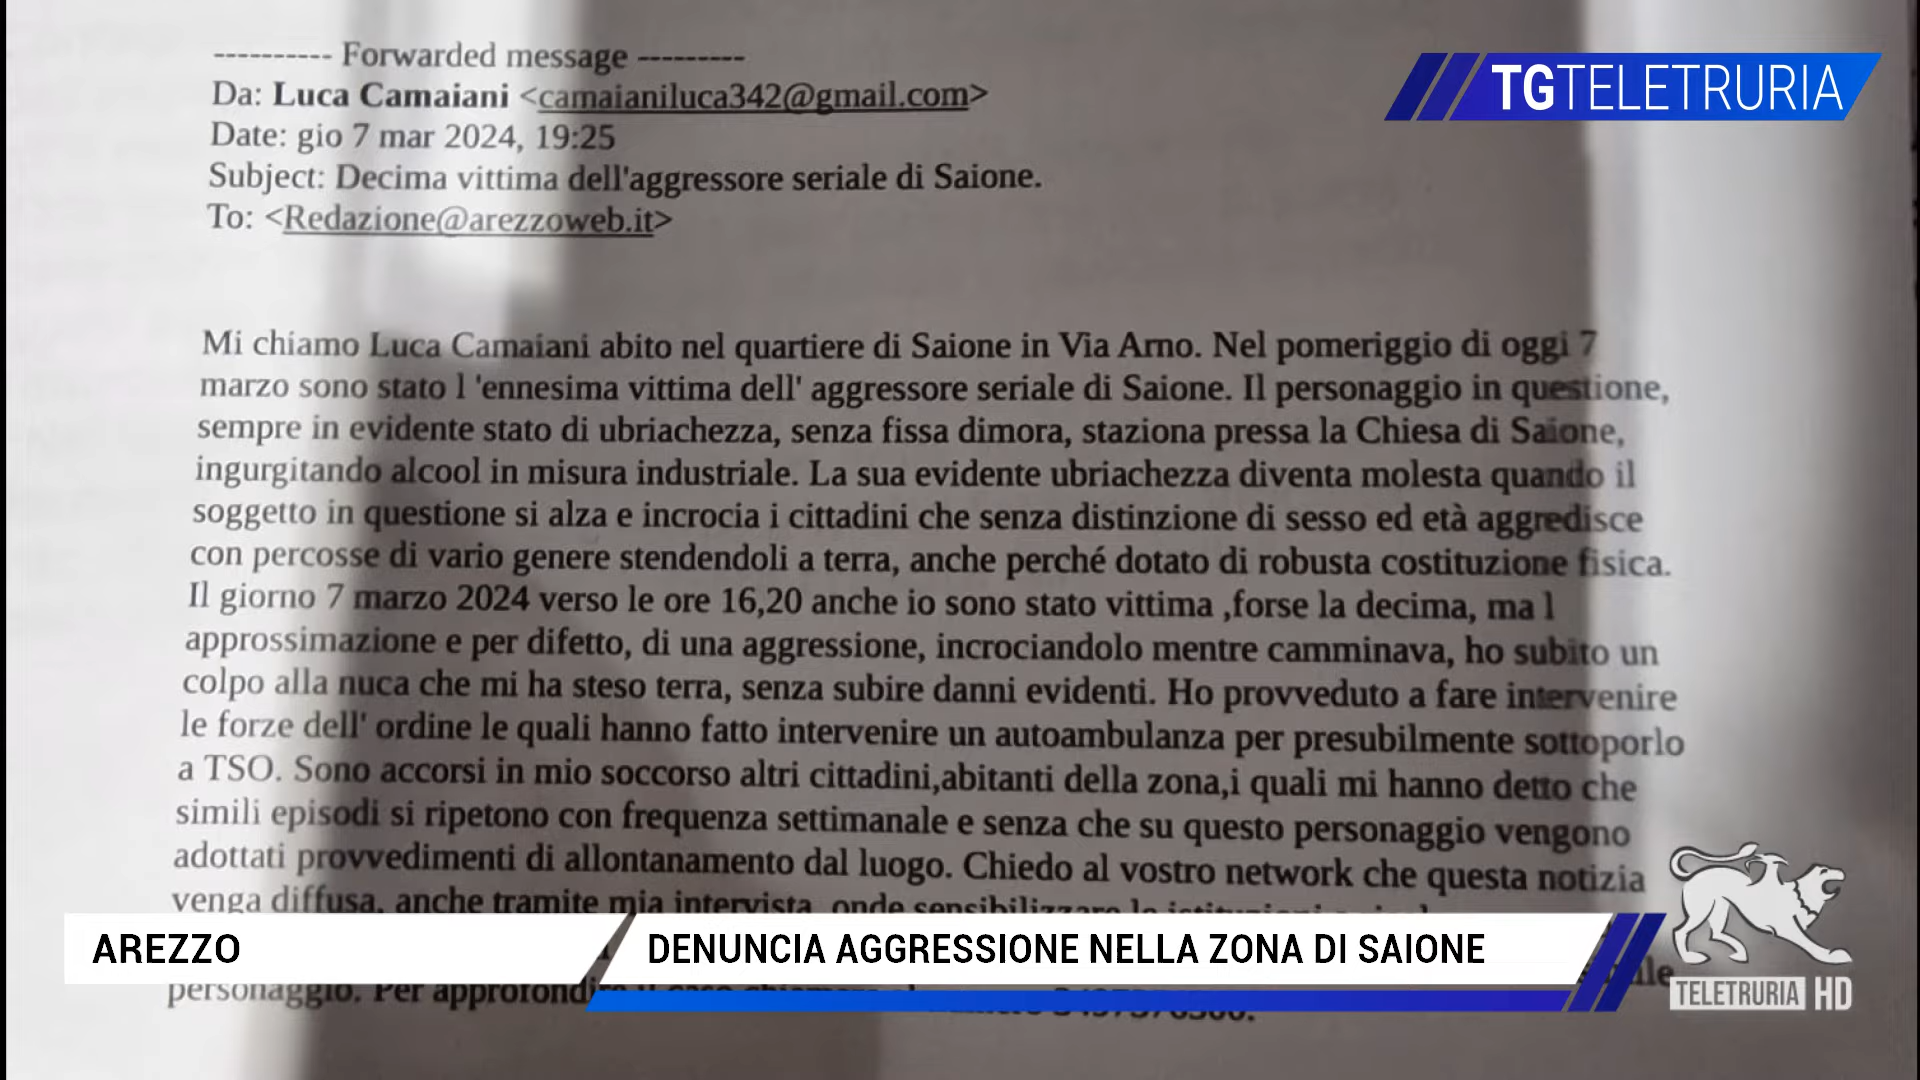 ---------- Forwarded message ---------
Da: Luca Camaiani <camaianiluca342@gmail.com>
Date: gio 7 mar 2024, 19:25
Subject: Decima vittima dell'aggressore seriale di Saione.
To: <Redazione@arezzoweb.it>
TGTELETRURIA
Mi chiamo Luca Camaiani abito nel quartiere di Saione in Via Arno. Nel pomeriggio di oggi 7
marzo sono stato l 'ennesima vittima dell' aggressore seriale di Saione. Il personaggio in questione,
sempre in evidente stato di ubriachezza, senza fissa dimora, staziona pressa la Chiesa di Saione,
ingurgitando alcool in misura industriale. La sua evidente ubriachezza diventa molesta quando il
soggetto in questione si alza e incrocia i cittadini che senza distinzione di sesso ed età aggredisce
con percosse di vario genere stendendoli a terra, anche perché dotato di robusta costituzione fisica.
Il giorno 7 marzo 2024 verso le ore 16,20 anche io sono stato vittima ,forse la decima, ma l
approssimazione e per difetto, di una aggressione, incrociandolo mentre camminava, ho subito un
colpo alla nuca che mi ha steso terra, senza subire danni evidenti. Ho provveduto a fare intervenire
le forze dell' ordine le quali hanno fatto intervenire un autoambulanza per presubilmente sottoporlo
a TSO. Sono accorsi in mio soccorso altri cittadini,abitanti della zona,i quali mi hanno detto che
simili episodi si ripetono con frequenza settimanale e senza che su questo personaggio vengono
adottati provvedimenti di allontanamento dal luogo. Chiedo al vostro network che questa notizia
venga diffusa, anche tramite mia intervista, onde sensibilizzare le istituzioni
AREZZO
DENUNCIA AGGRESSIONE NELLA ZONA DI SAIONE
personaggio. Per
TELETRURIA HD